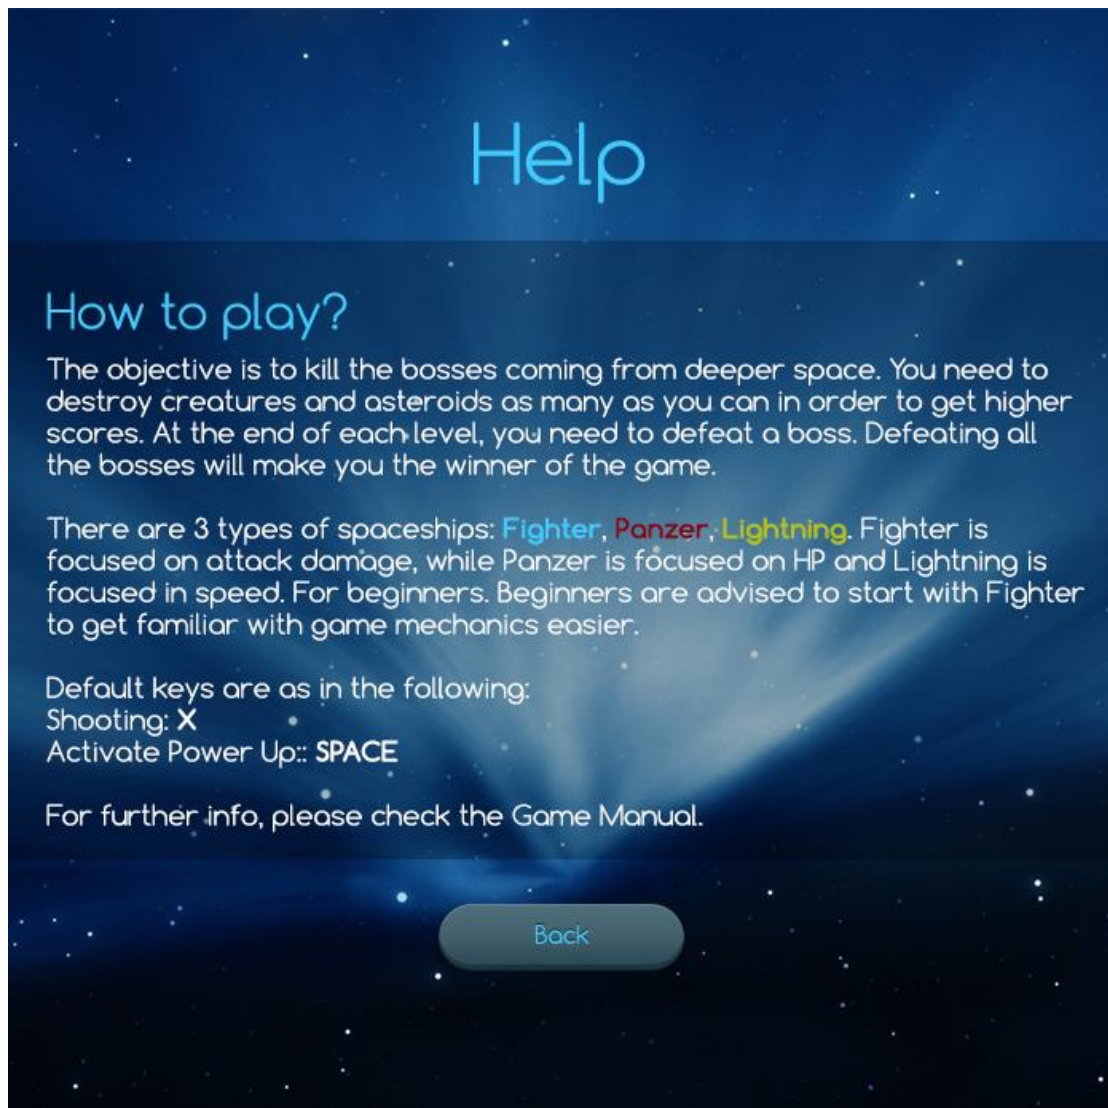 Help
How to play?
The objective is to kill the bosses coming from deeper space. You need to
destroy creatures and asteroids as many as you can in order to get higher
scores. At the end of each level, you need to defeat a boss. Defeating all
the bosses will make you the winner of the game.
There are 3 types of spaceships: Fighter, Panzer, Lightning. Fighter is
focused on attack damage, while Panzer is focused on HP and Lightning is
focused in speed. For beginners. Beginners are advised to start with Fighter
to get familiar with game mechanics easier.
Default keys are as in the following:
Shooting: X
Activate Power Up:: SPACE
For further info, please check the Game Manual.
Back